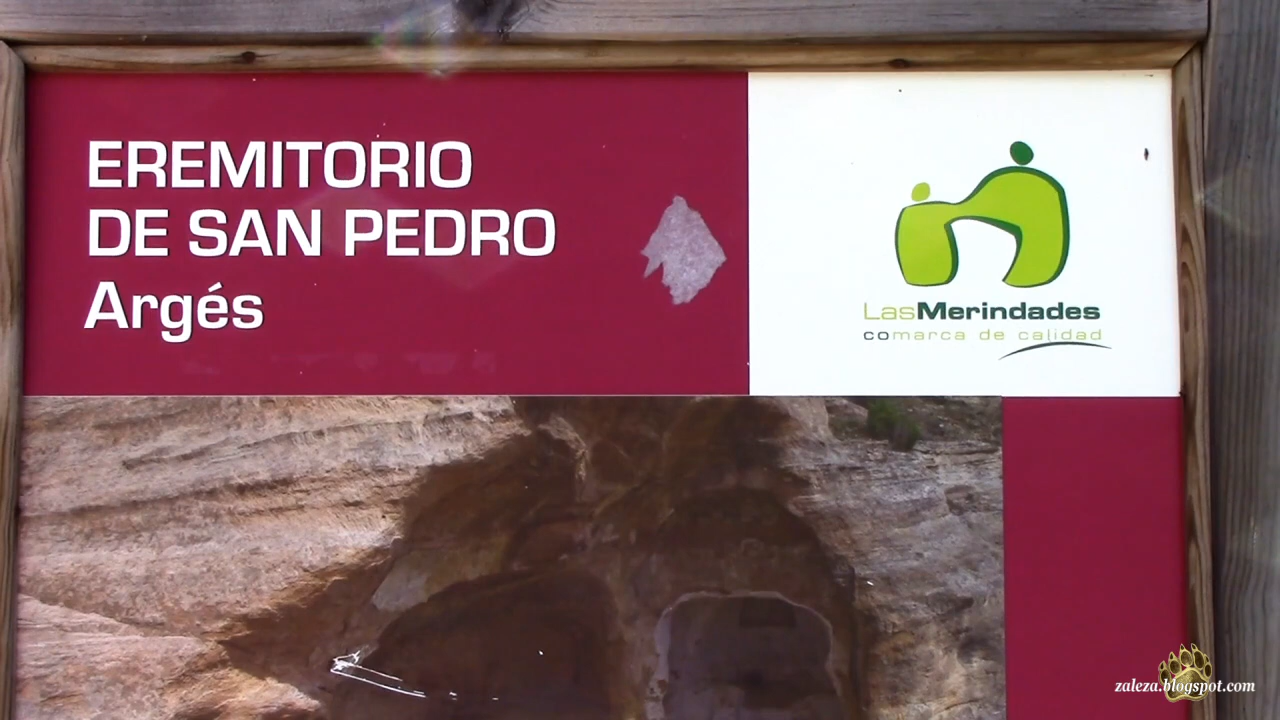 EREMITORIO
DE SAN PEDRO
Argés
LasMerindades
comarca de calidad
zaleza.blogspot.com